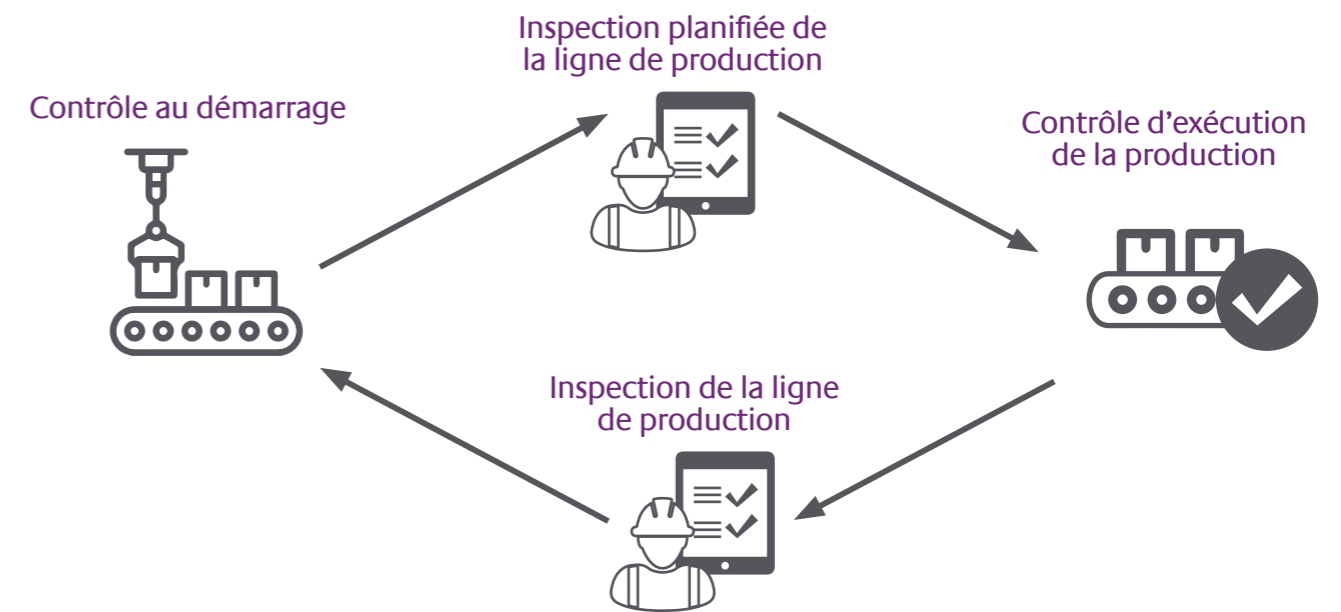 Inspection planifiée de
la ligne de production
Contrôle au démarrage
Contrôle d’exécution
de la production
Inspection de la ligne
de production